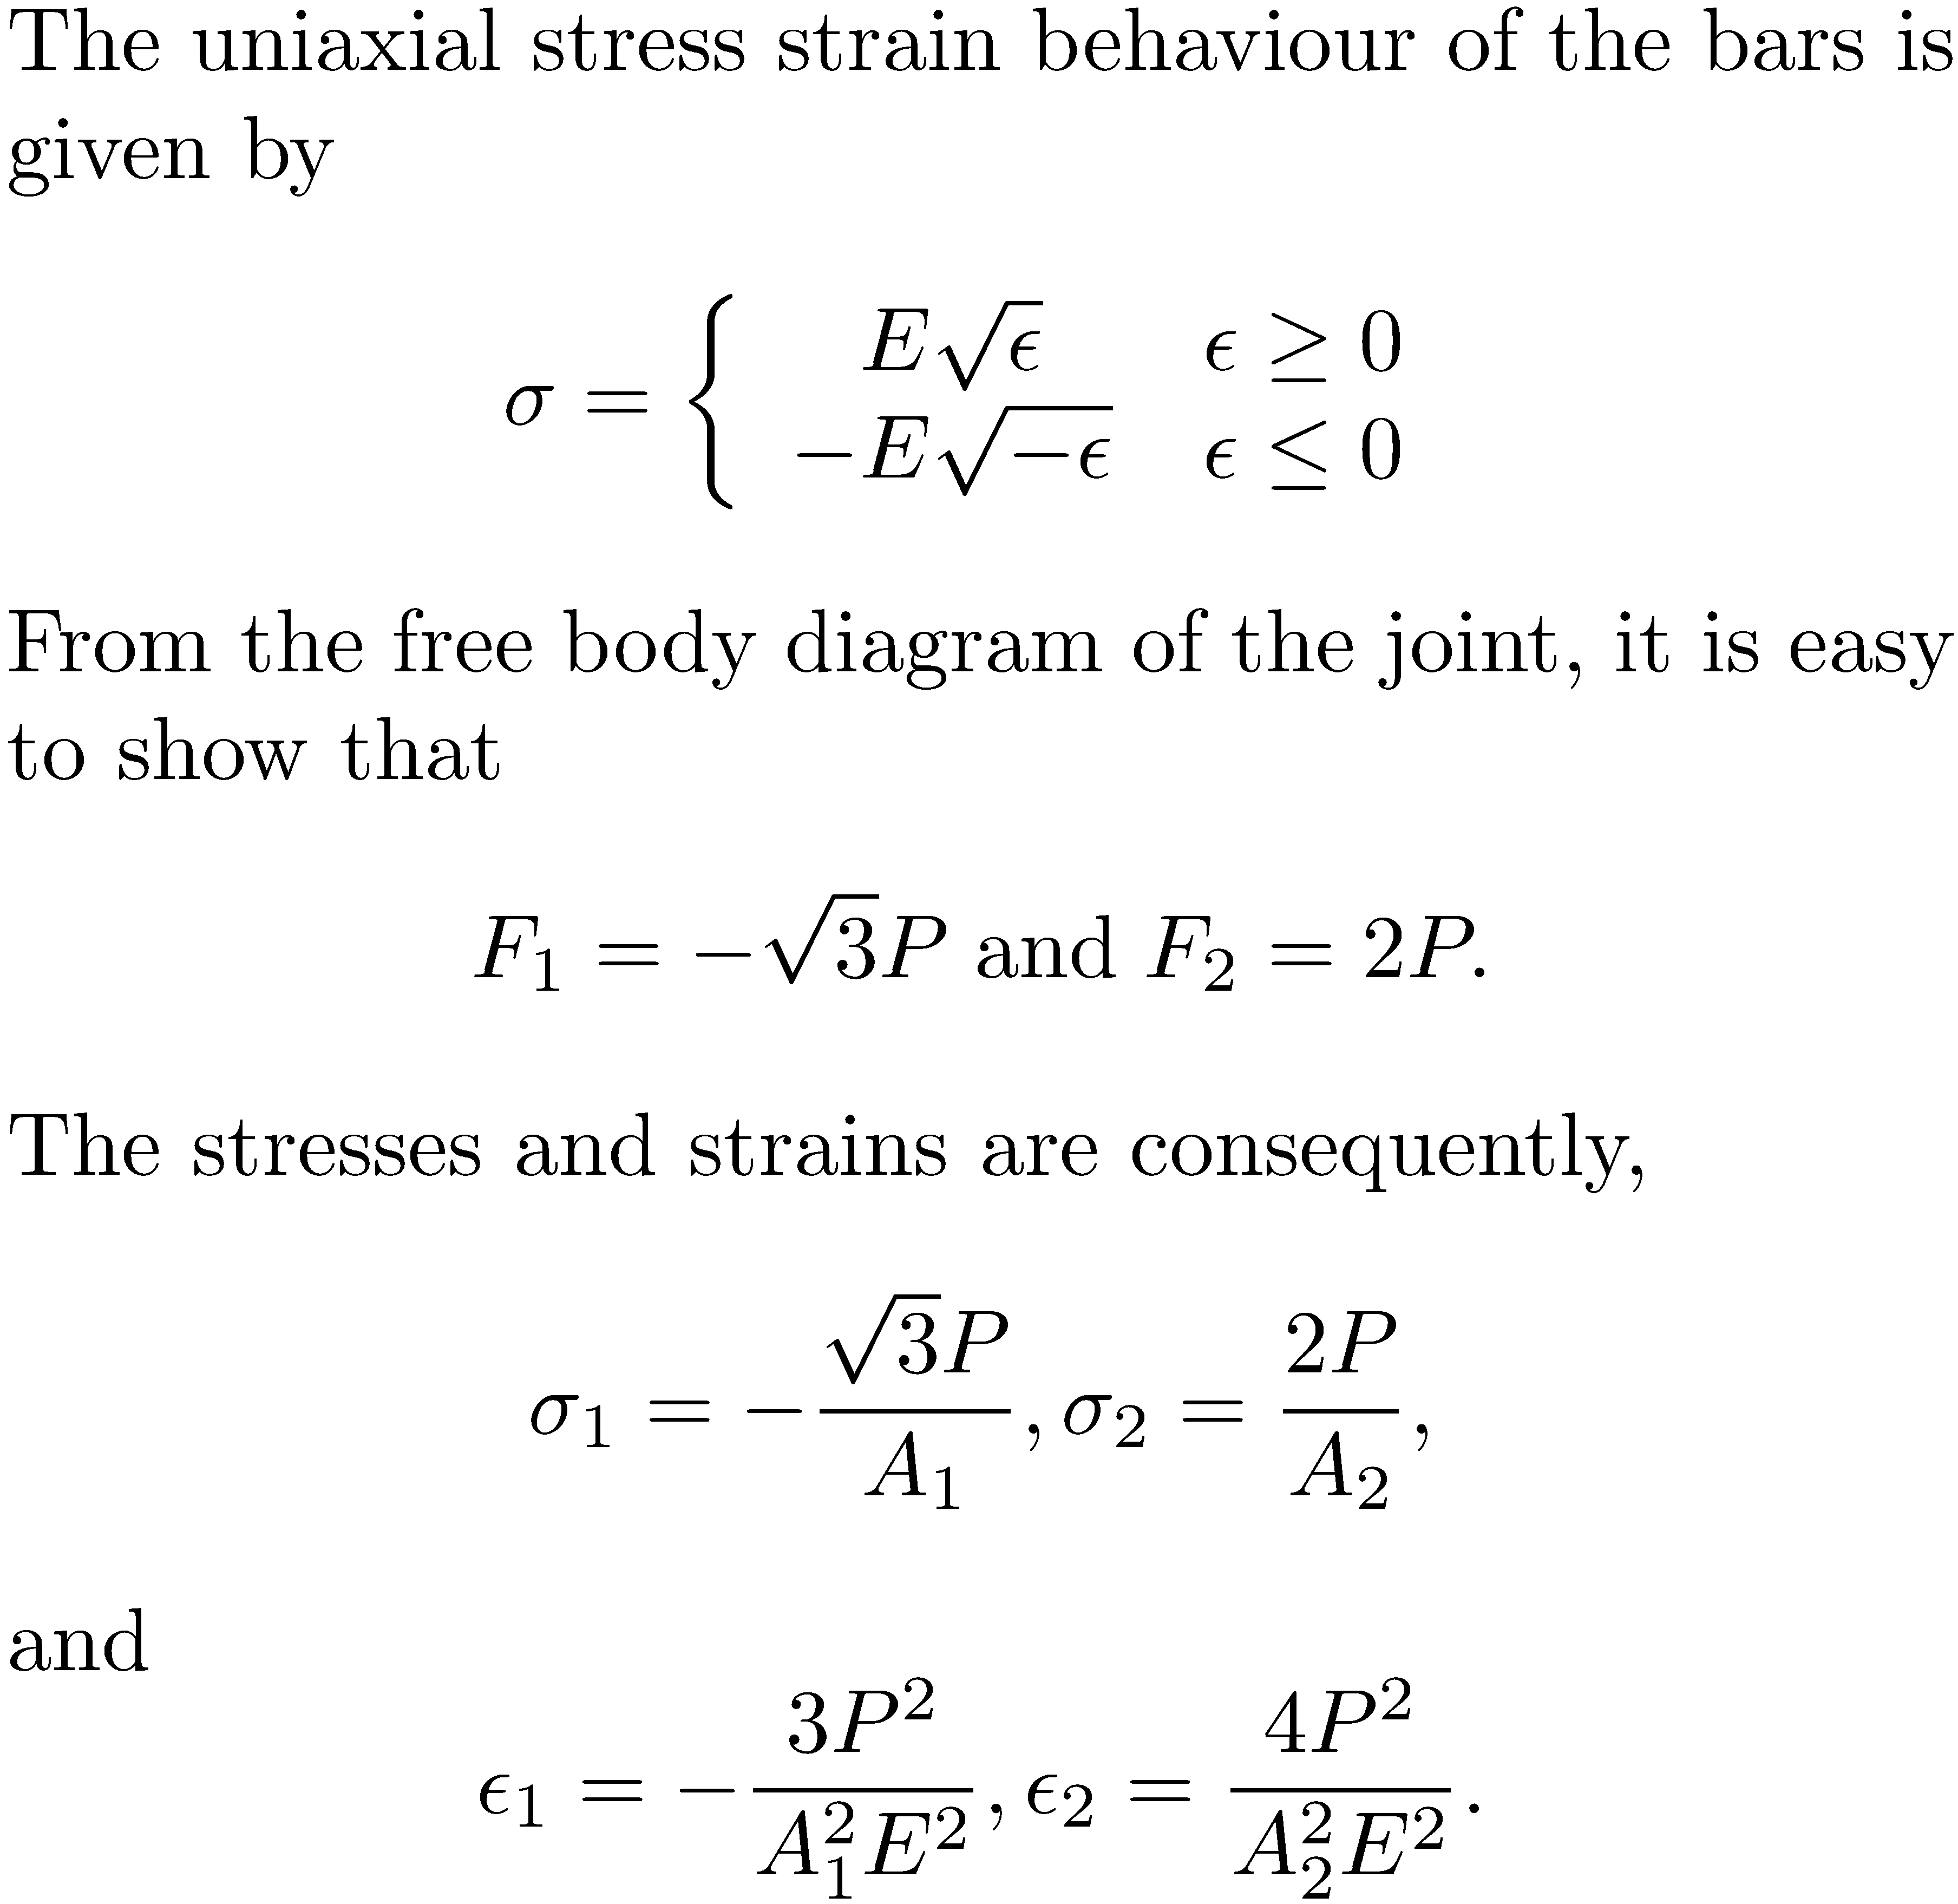 The uniaxial stress strain behaviour of the bars is
given by
σ = { E√ϵ ϵ ≥ 0
−E√−ϵ ϵ ≤ 0
From the free body diagram of the joint, it is easy
to show that
F₁ = −√3P and F₂ = 2P.
The stresses and strains are consequently,
σ₁ = −√3P/A₁, σ₂ = 2P/A₂,
and
ϵ₁ = −3P²/A₁²E², ϵ₂ = 4P²/A₂²E².